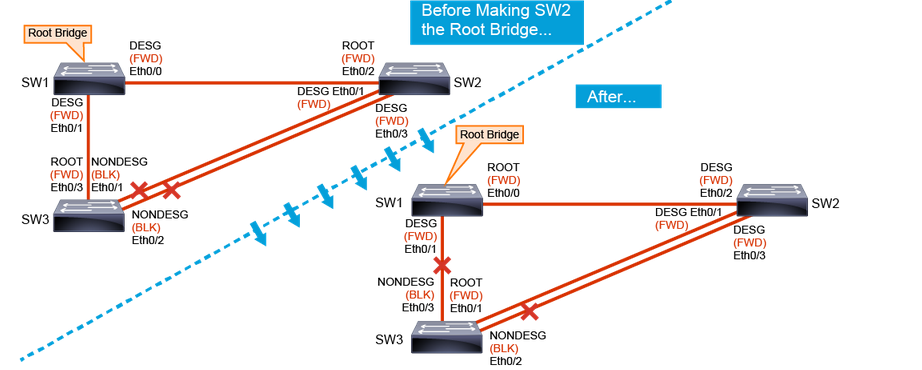 Before Making SW2
the Root Bridge...
Root Bridge
DESG
(FWD)
Eth0/0
ROOT
(FWD)
Eth0/2
SW1
SW2
DESG
(FWD)
Eth0/1
DESG Eth0/1
(FWD)
DESG
(FWD)
Eth0/3
ROOT
(FWD)
Eth0/3
NONDESG
(BLK)
Eth0/1
SW3
NONDESG
(BLK)
Eth0/2
After...
Root Bridge
ROOT
(FWD)
Eth0/0
DESG
(FWD)
Eth0/2
SW1
SW2
DESG
(FWD)
Eth0/1
DESG Eth0/1
(FWD)
DESG
(FWD)
Eth0/3
NONDESG
(BLK)
Eth0/3
ROOT
(FWD)
Eth0/1
SW3
NONDESG
(BLK)
Eth0/2